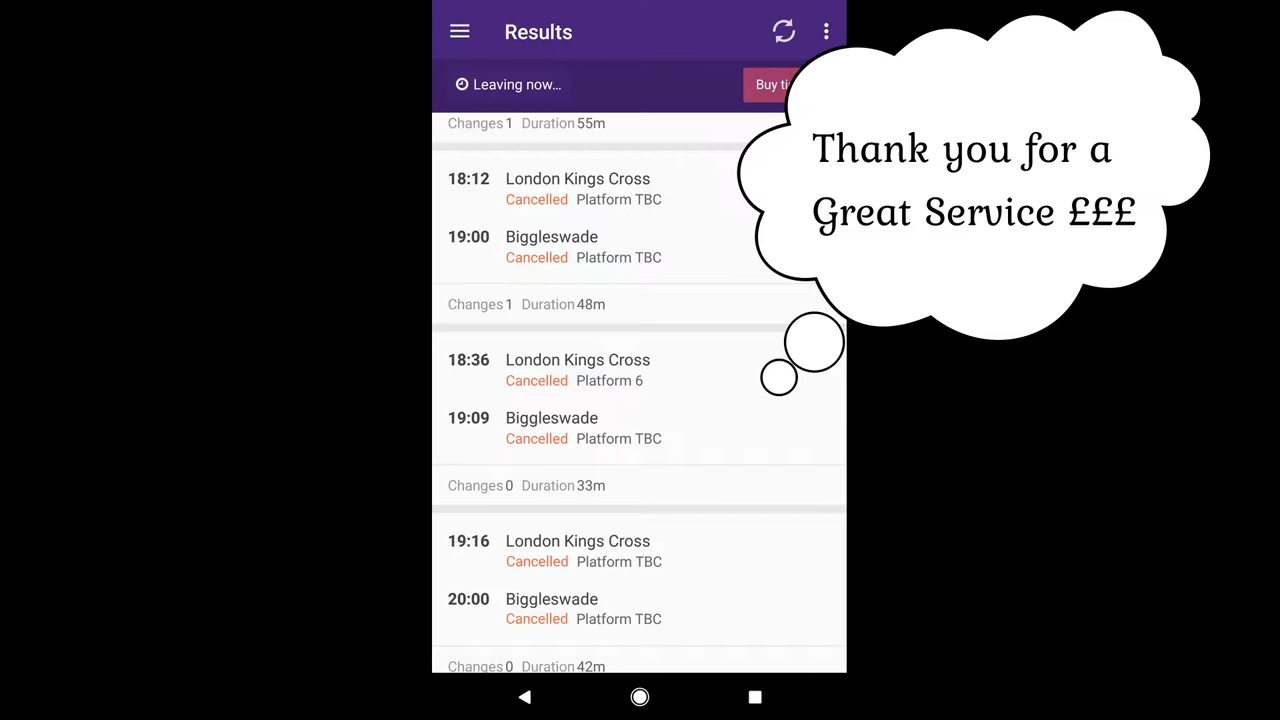 Results
Leaving now...
Buy ti
Changes 1 Duration 55m
18:12 London Kings Cross
Cancelled Platform TBC
19:00 Biggleswade
Cancelled Platform TBC
Changes 1 Duration 48m
18:36 London Kings Cross
Cancelled Platform 6
19:09 Biggleswade
Cancelled Platform TBC
Changes 0 Duration 33m
19:16 London Kings Cross
Cancelled Platform TBC
20:00 Biggleswade
Cancelled Platform TBC
Changes 0 Duration 42m
Thank you for a
Great Service £££